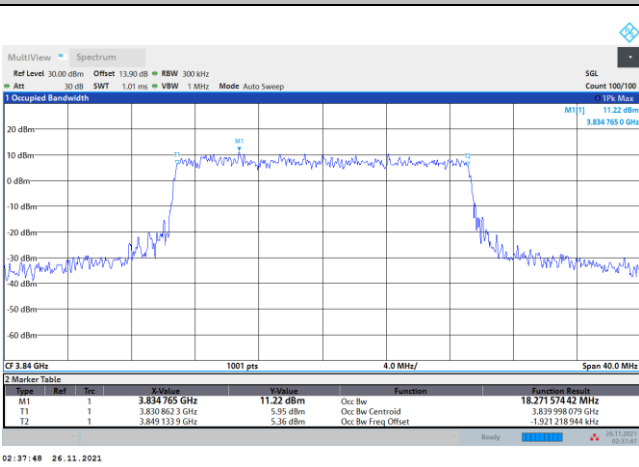 MultiView Spectrum
Ref Level 30.00 dBm Offset 13.90 dB RBW 300 kHz SGL
Att 30 dB SWT 1.01 ms VBW 1 MHz Mode Auto Sweep Count 100/100
1 Occupied Bandwidth 1Pk Max
M1[1] 11.22 dBm
3.834 765 0 GHz
20 dBm
M1
10 dBm
0 dBm
-10 dBm
-20 dBm
-30 dBm
-40 dBm
-50 dBm
-60 dBm
CF 3.84 GHz 1001 pts 4.0 MHz/ Span 40.0 MHz
2 Marker Table
Type Ref Trc X-Value Y-Value Function Function Result
M1 1 3.834 765 GHz 11.22 dBm Occ Bw 18.271 574 42 MHz
T1 1 3.830 862 3 GHz 5.95 dBm Occ Bw Centroid 3.839 998 079 GHz
T2 1 3.849 133 9 GHz 5.36 dBm Occ Bw Freq Offset -1.921 218 944 kHz
Ready 26.11.2021
02:37:47
02:37:48 26.11.2021